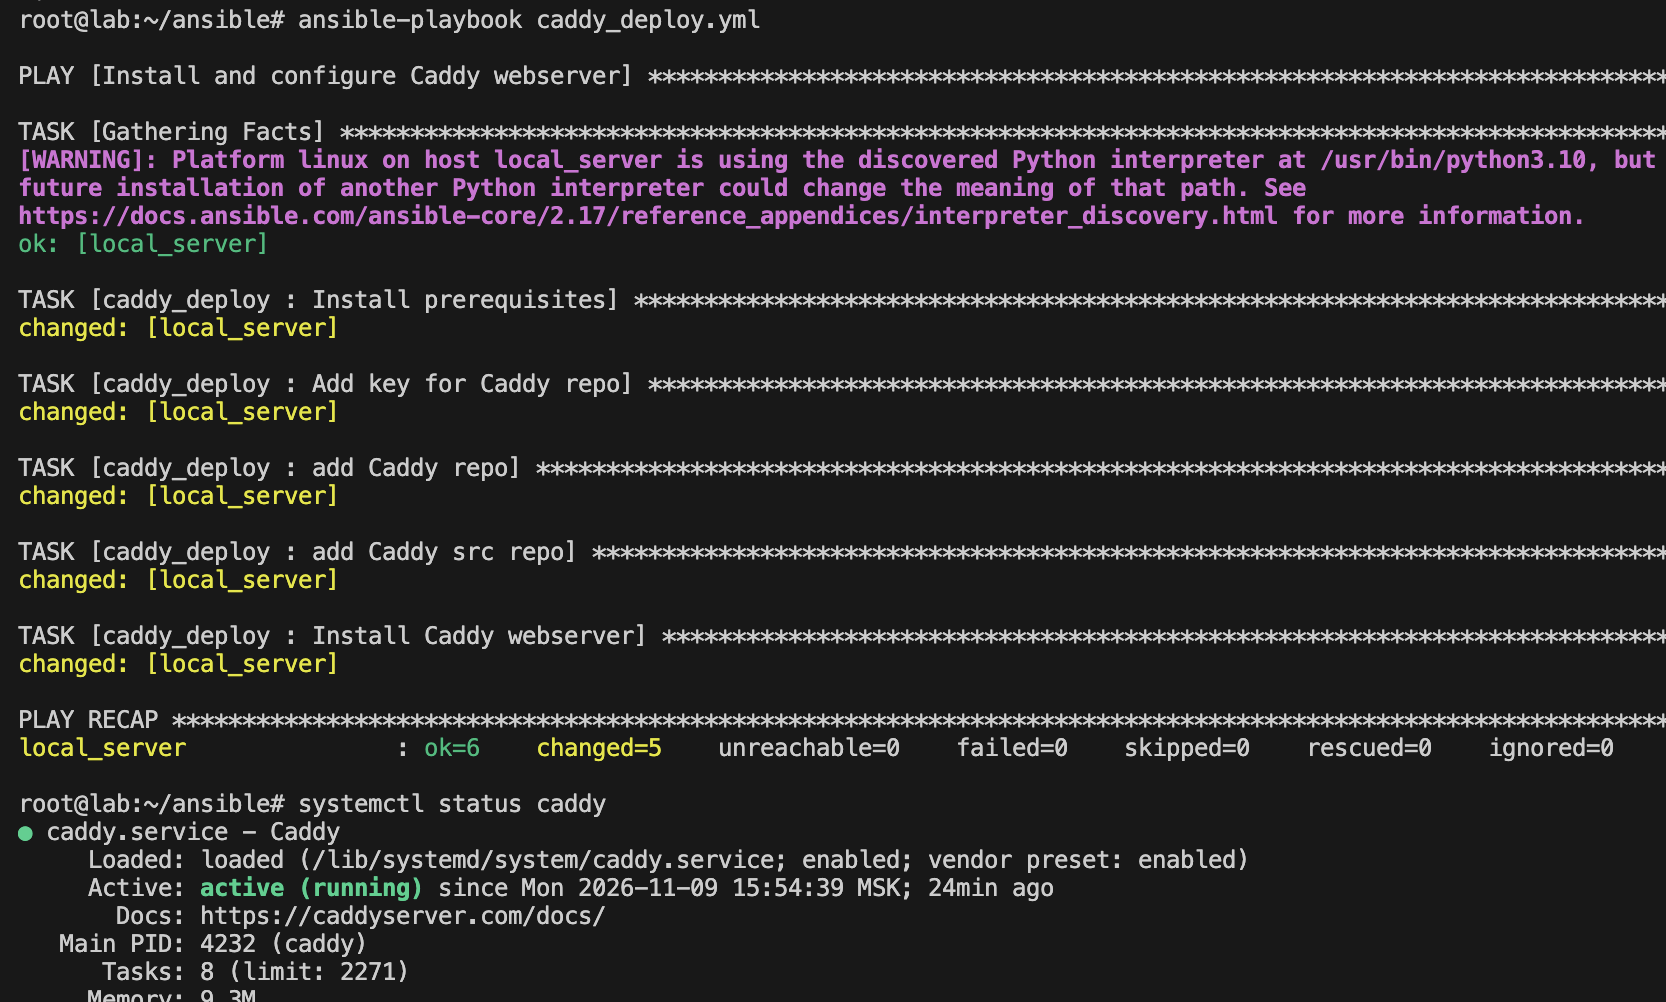 root@lab:~/ansible# ansible-playbook caddy_deploy.yml
PLAY [Install and configure Caddy webserver] ************************************************************************
TASK [Gathering Facts] **********************************************************************************************
[WARNING]: Platform linux on host local_server is using the discovered Python interpreter at /usr/bin/python3.10, but
future installation of another Python interpreter could change the meaning of that path. See
https://docs.ansible.com/ansible-core/2.17/reference_appendices/interpreter_discovery.html for more information.
ok: [local_server]
TASK [caddy_deploy : Install prerequisites] *************************************************************************
changed: [local_server]
TASK [caddy_deploy : Add key for Caddy repo] ************************************************************************
changed: [local_server]
TASK [caddy_deploy : add Caddy repo] ********************************************************************************
changed: [local_server]
TASK [caddy_deploy : add Caddy src repo] ****************************************************************************
changed: [local_server]
TASK [caddy_deploy : Install Caddy webserver] ***********************************************************************
changed: [local_server]
PLAY RECAP **********************************************************************************************************
local_server               : ok=6    changed=5    unreachable=0    failed=0    skipped=0    rescued=0    ignored=0
root@lab:~/ansible# systemctl status caddy
● caddy.service - Caddy
     Loaded: loaded (/lib/systemd/system/caddy.service; enabled; vendor preset: enabled)
     Active: active (running) since Mon 2026-11-09 15:54:39 MSK; 24min ago
       Docs: https://caddyserver.com/docs/
   Main PID: 4232 (caddy)
      Tasks: 8 (limit: 2271)
     Memory: 9.3M